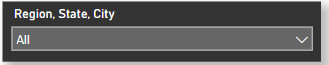 Region, State, City
All